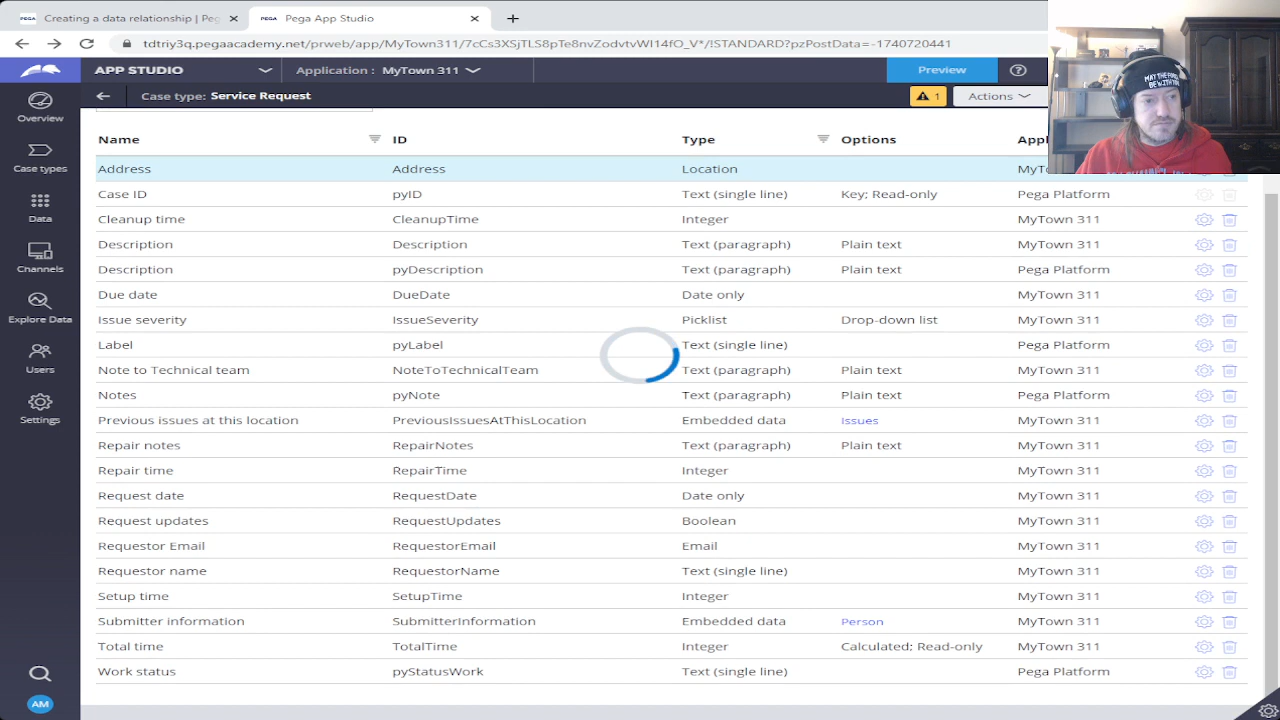 PEGA Creating a data relationship | Peg
PEGA Pega App Studio
tdtriy3q.pegaacademy.net/prweb/app/MyTown311/
APP STUDIO Application : MyTown 311 Preview
Case type: Service Request 1 Actions
MAY THE
BE WITH
Overview
Case types
Data
Channels
Explore Data
Users
Settings
AM
Name ID Type Options Appl
Address Address Location MyTo
Case ID pyID Text (single line) Key; Read-only Pega Platform
Cleanup time CleanupTime Integer MyTown 311
Description Description Text (paragraph) Plain text MyTown 311
Description pyDescription Text (paragraph) Plain text Pega Platform
Due date DueDate Date only MyTown 311
Issue severity IssueSeverity Picklist Drop-down list MyTown 311
Label pyLabel Text (single line) Pega Platform
Note to Technical team NoteToTechnicalTeam Text (paragraph) Plain text MyTown 311
Notes pyNote Text (paragraph) Plain text Pega Platform
Previous issues at this location PreviousIssuesAtThisLocation Embedded data Issues MyTown 311
Repair notes RepairNotes Text (paragraph) Plain text MyTown 311
Repair time RepairTime Integer MyTown 311
Request date RequestDate Date only MyTown 311
Request updates RequestUpdates Boolean MyTown 311
Requestor Email RequestorEmail Email MyTown 311
Requestor name RequestorName Text (single line) MyTown 311
Setup time SetupTime Integer MyTown 311
Submitter information SubmitterInformation Embedded data Person MyTown 311
Total time TotalTime Integer Calculated; Read-only MyTown 311
Work status pyStatusWork Text (single line) Pega Platform